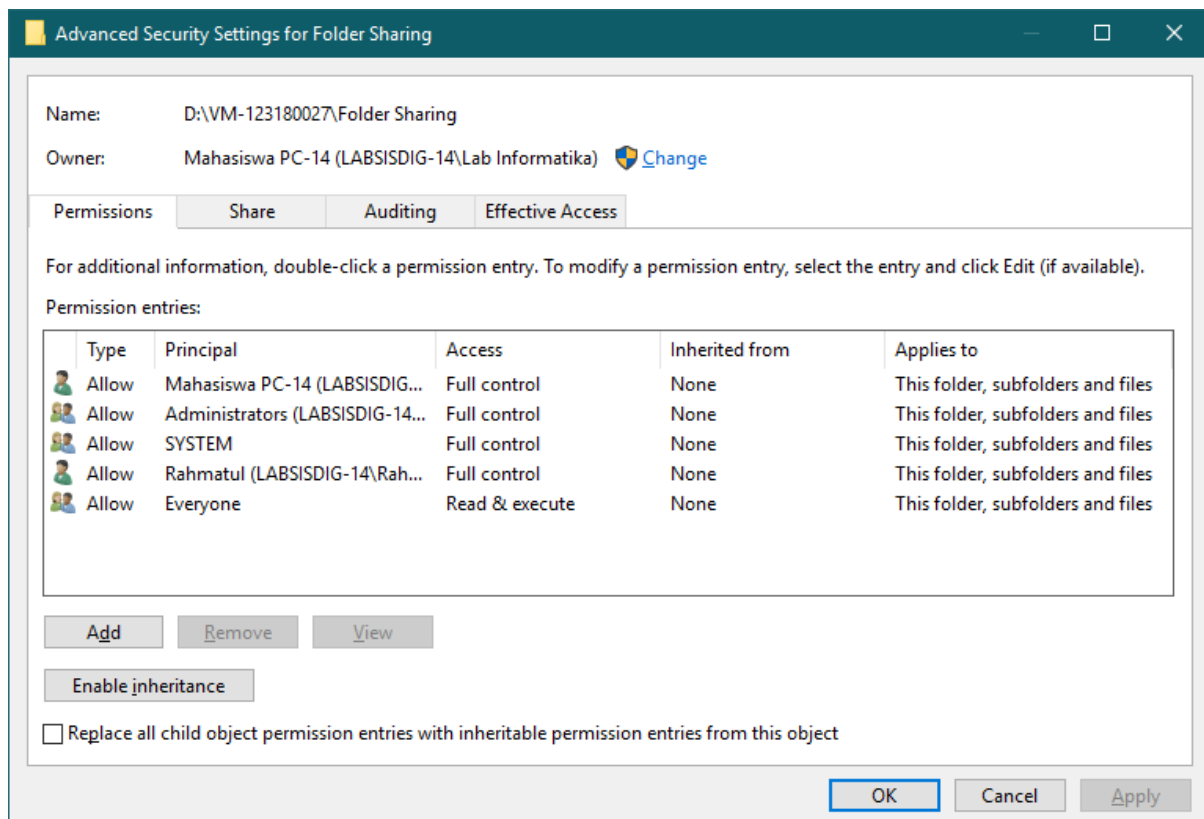 Advanced Security Settings for Folder Sharing
Name: D:\VM-123180027\Folder Sharing
Owner: Mahasiswa PC-14 (LABSISDIG-14\Lab Informatika) Change
Permissions Share Auditing Effective Access
For additional information, double-click a permission entry. To modify a permission entry, select the entry and click Edit (if available).
Permission entries:
Type Principal Access Inherited from Applies to
Allow Mahasiswa PC-14 (LABSISDIG... Full control None This folder, subfolders and files
Allow Administrators (LABSISDIG-14... Full control None This folder, subfolders and files
Allow SYSTEM Full control None This folder, subfolders and files
Allow Rahmatul (LABSISDIG-14\Rah... Full control None This folder, subfolders and files
Allow Everyone Read & execute None This folder, subfolders and files
Add Remove View
Enable inheritance
Replace all child object permission entries with inheritable permission entries from this object
OK Cancel Apply